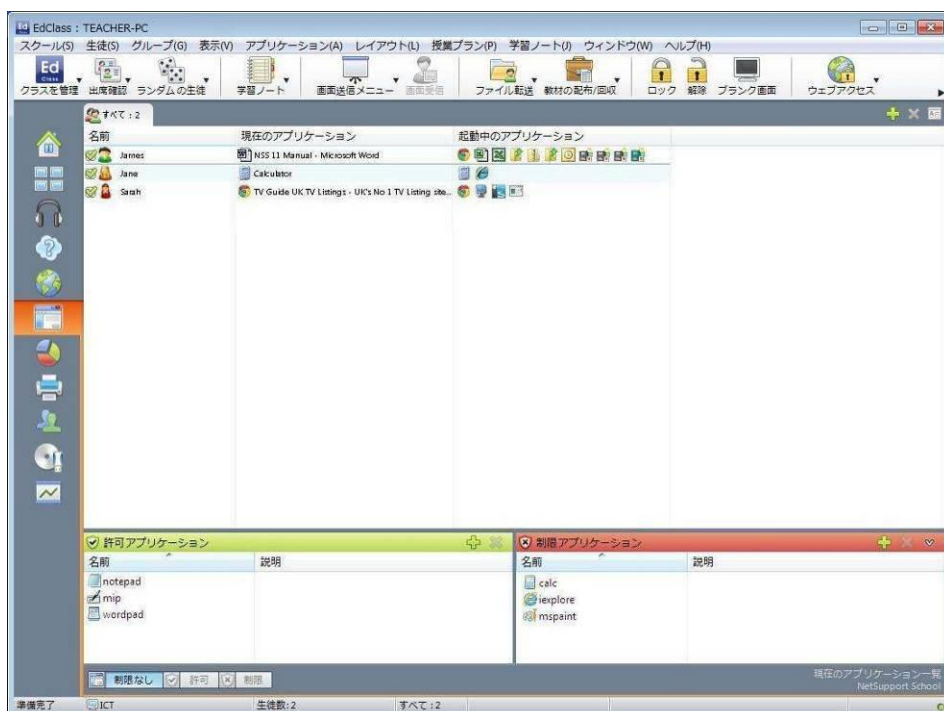 EdClass : TEACHER-PC
スクール(S) 生徒(S) グループ(G) 表示(V) アプリケーション(A) レイアウト(L) 授業プラン(P) 学習ノート(J) ウィンドウ(W) ヘルプ(H)
Ed
Class
クラスを管理 出席確認 ランダムの生徒 学習ノート 画面送信メニュー 画面受信 ファイル転送 教材の配布/回収 ロック 解除 ブランク画面 ウェブアクセス
すべて : 2
名前 現在のアプリケーション 起動中のアプリケーション
James NSS 11 Manual - Microsoft Word
Jane Calculator
Sarah TV Guide UK TV Listings - UK's No 1 TV Listing site...
許可アプリケーション 制限アプリケーション
名前 説明 名前 説明
notepad calc
mip iexplore
wordpad mspaint
制限なし 許可 制限
現在のアプリケーション一覧
NetSupport School
準備完了 ICT 生徒数:2 すべて : 2